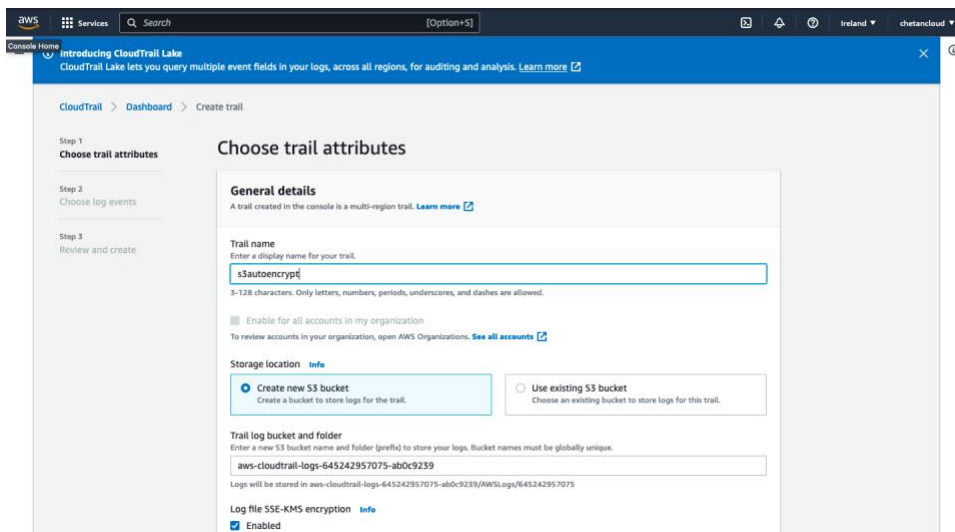 aws
Services
Search
[Option+S]
Ireland
chetancloud
Console Home
Introducing CloudTrail Lake
CloudTrail Lake lets you query multiple event fields in your logs, across all regions, for auditing and analysis. Learn more
CloudTrail > Dashboard > Create trail
Step 1
Choose trail attributes
Step 2
Choose log events
Step 3
Review and create
Choose trail attributes
General details
A trail created in the console is a multi-region trail. Learn more
Trail name
Enter a display name for your trail.
s3autoencrypt
3-128 characters. Only letters, numbers, periods, underscores, and dashes are allowed.
Enable for all accounts in my organization
To review accounts in your organization, open AWS Organizations. See all accounts
Storage location Info
Create new S3 bucket
Create a bucket to store logs for the trail.
Use existing S3 bucket
Choose an existing bucket to store logs for this trail.
Trail log bucket and folder
Enter a new S3 bucket name and folder (prefix) to store your logs. Bucket names must be globally unique.
aws-cloudtrail-logs-645242957075-ab0c9239
Logs will be stored in aws-cloudtrail-logs-645242957075-ab0c9239/AWSLogs/645242957075
Log file SSE-KMS encryption Info
Enabled